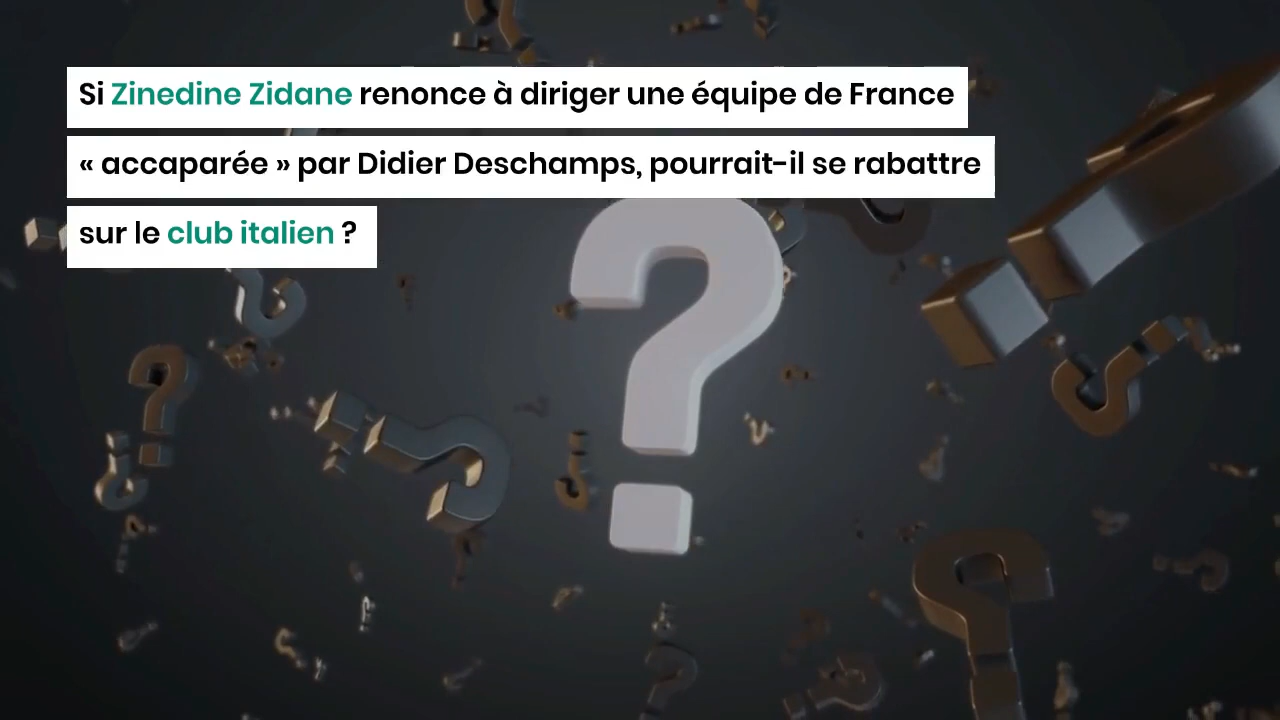 Si Zinedine Zidane renonce à diriger une équipe de France
« accaparée » par Didier Deschamps, pourrait-il se rabattre
sur le club italien ?